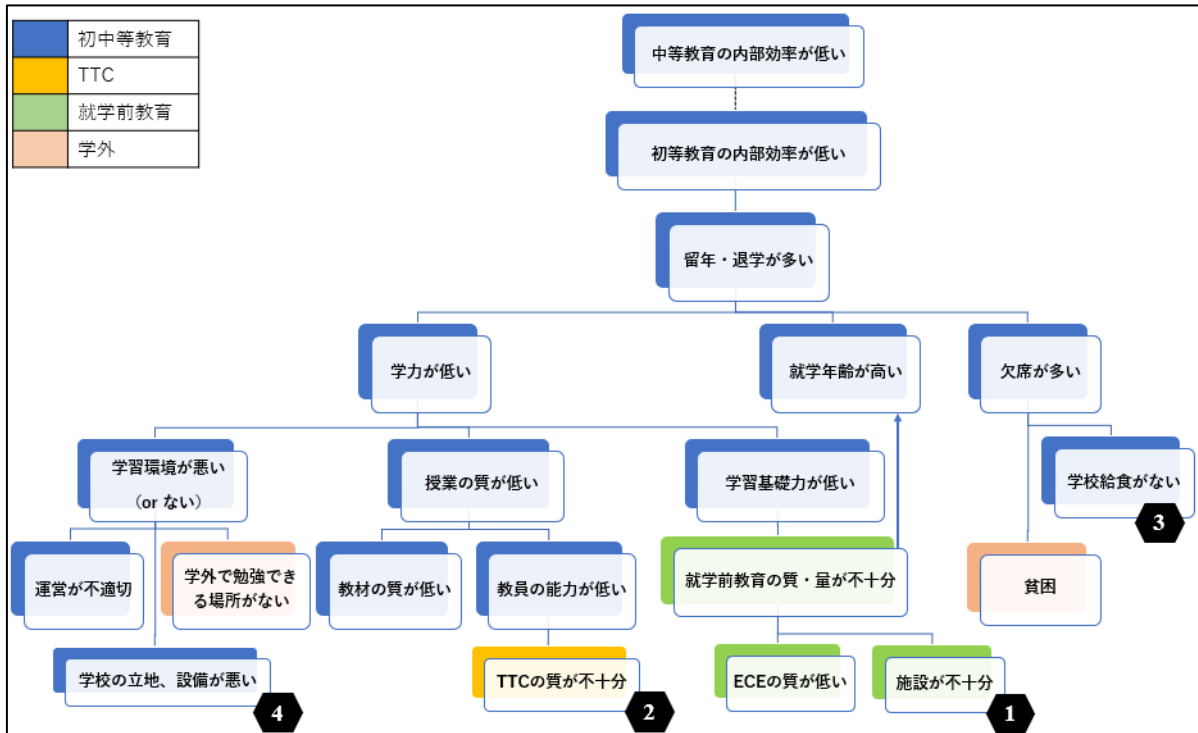 初中等教育
TTC
就学前教育
学外
中等教育の内部効率が低い
初等教育の内部効率が低い
留年・退学が多い
学力が低い
就学年齢が高い
欠席が多い
学習環境が悪い
（or ない）
授業の質が低い
学習基礎力が低い
学校給食がない
3
運営が不適切
学外で勉強でき
る場所がない
教材の質が低い
教員の能力が低い
就学前教育の質・量が不十分
貧困
学校の立地、設備が悪い
4
TTCの質が不十分
2
ECEの質が低い
施設が不十分
1